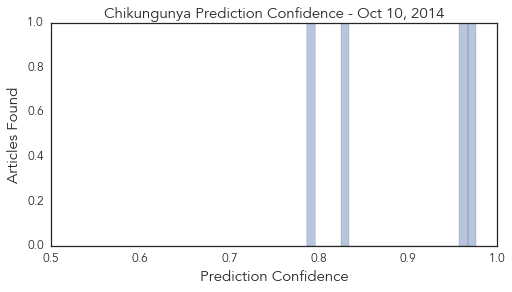 Chikungunya Prediction Confidence - Oct 10, 2014
Articles Found
1.0
0.8
0.6
0.4
0.2
0.0
0.5 0.6 0.7 0.8 0.9 1.0
Prediction Confidence